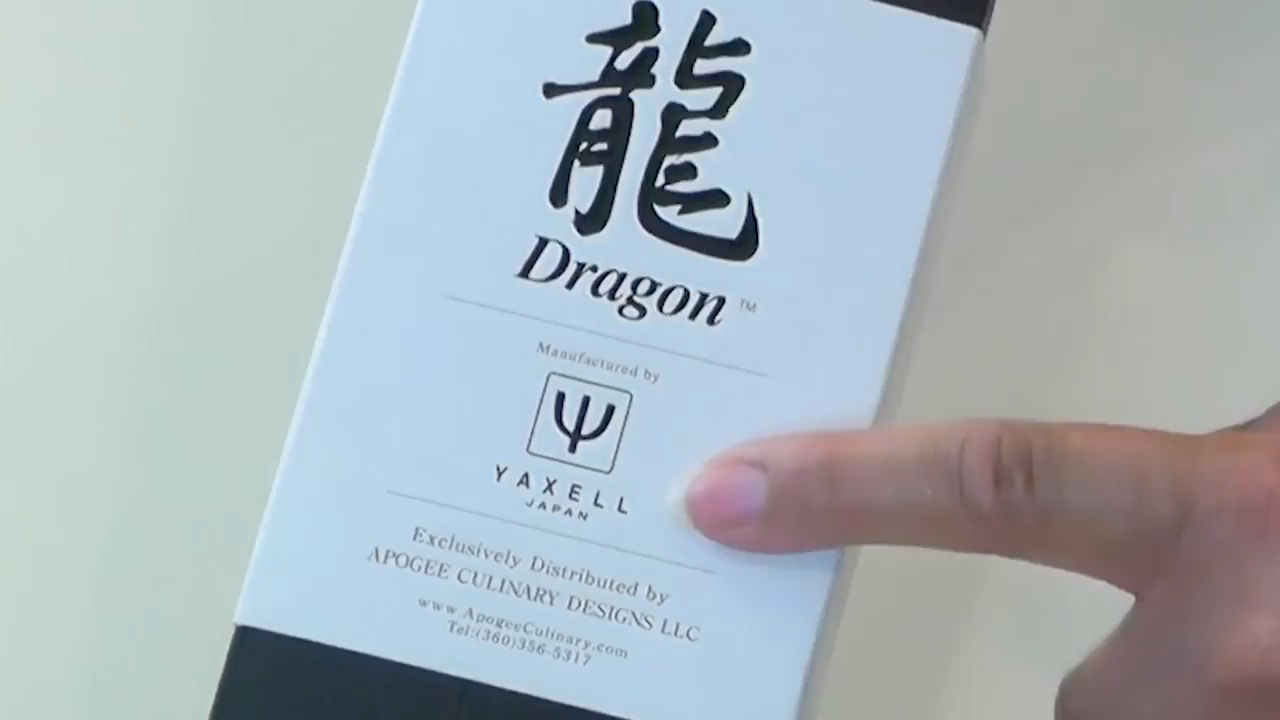 龍
Dragon™
Manufactured by
YAXELL
JAPAN
Exclusively Distributed by
APOGEE CULINARY DESIGNS LLC
www.ApogeeCulinary.com
Tel:(360)356-5317